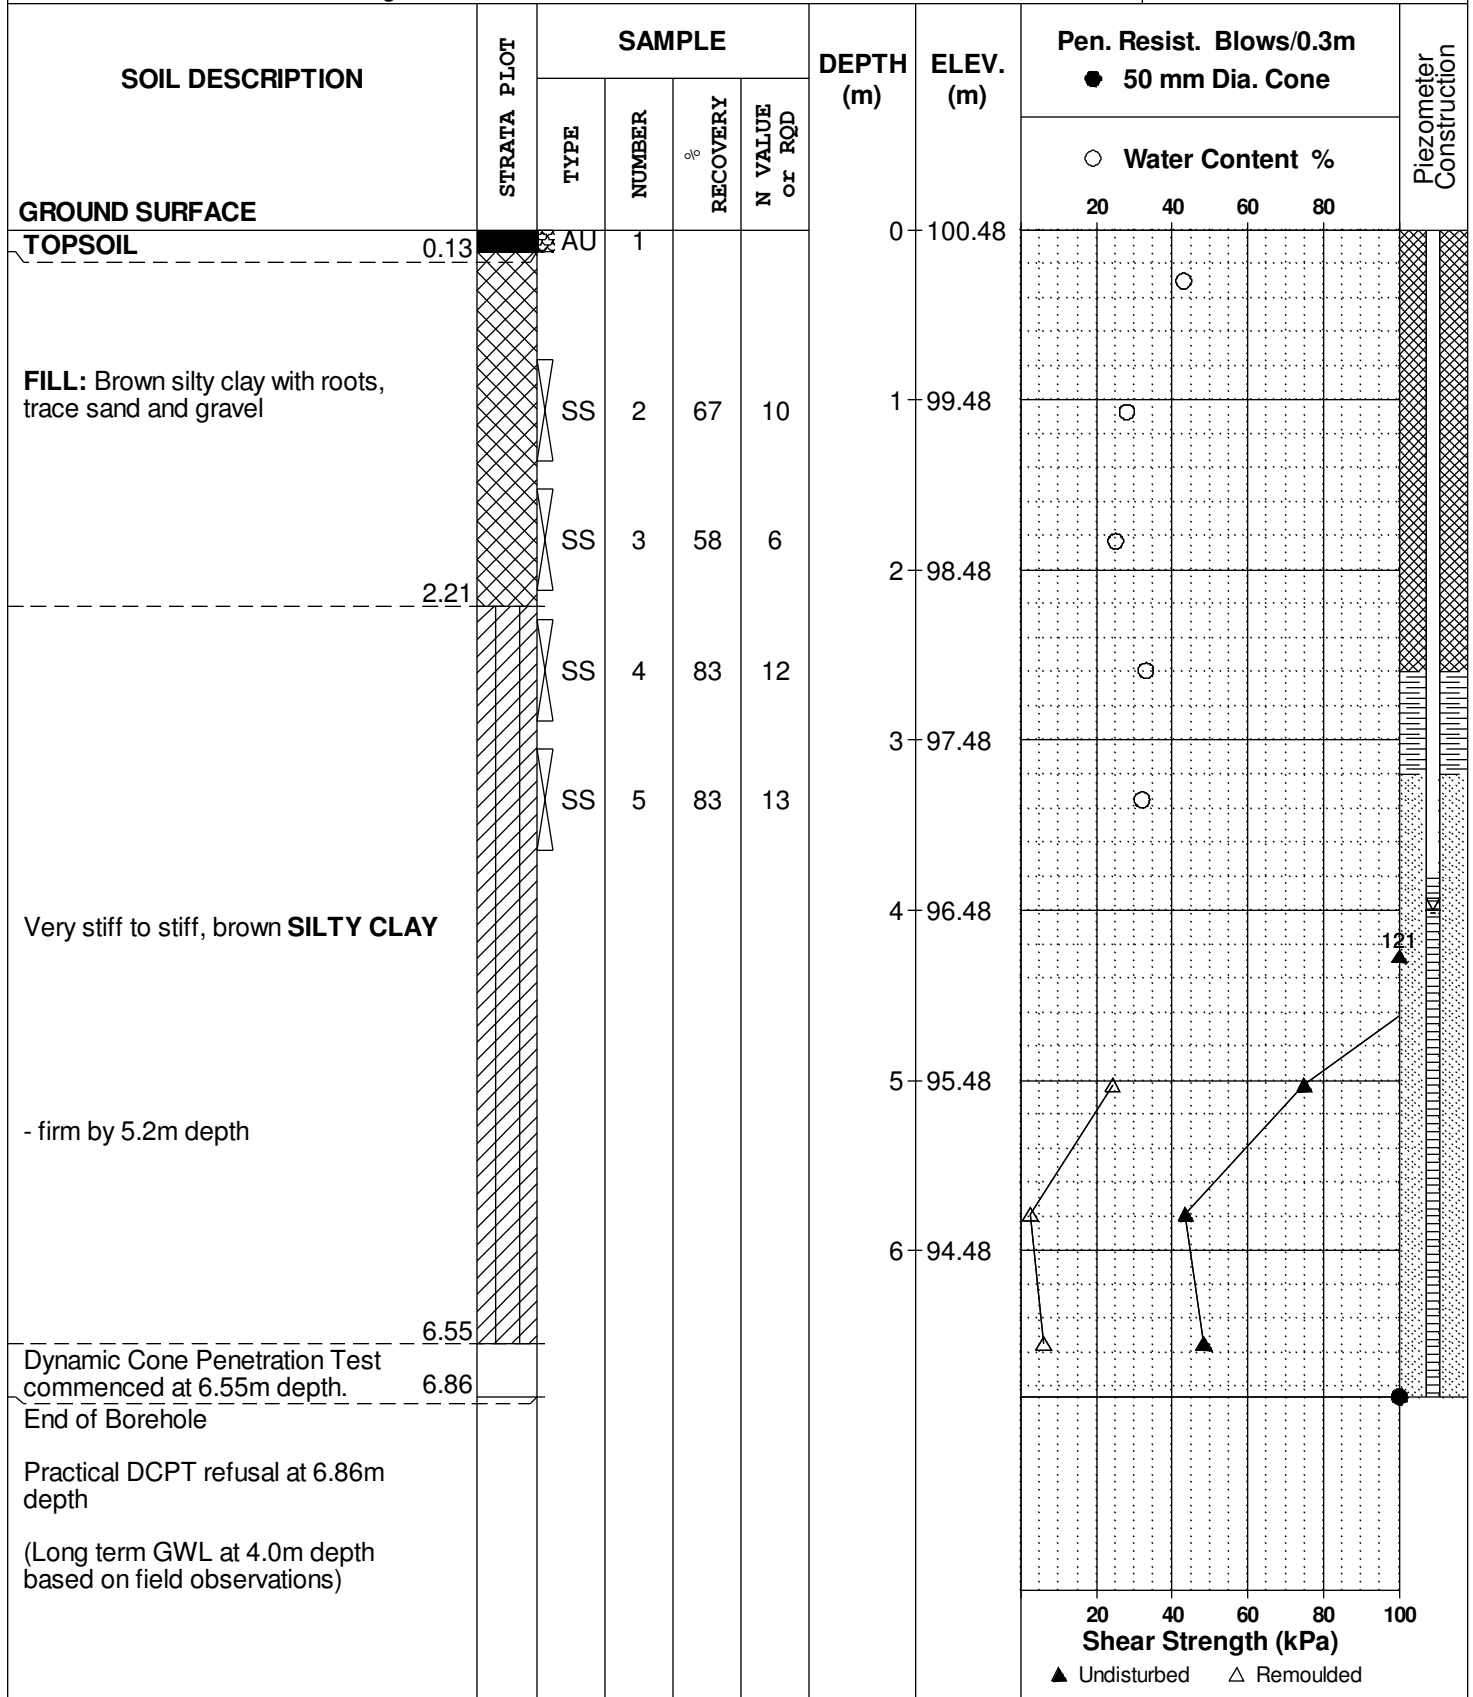 SOIL DESCRIPTION
GROUND SURFACE
STRATA PLOT
SAMPLE
TYPE
NUMBER
% RECOVERY
N VALUE or RQD
DEPTH (m)
ELEV. (m)
Pen. Resist. Blows/0.3m
● 50 mm Dia. Cone
○ Water Content %
20 40 60 80
Piezometer Construction
TOPSOIL 0.13
AU 1
0 100.48
FILL: Brown silty clay with roots,
trace sand and gravel
SS 2 67 10
1 99.48
SS 3 58 6
2 98.48
2.21
SS 4 83 12
3 97.48
SS 5 83 13
4 96.48
Very stiff to stiff, brown SILTY CLAY
121
5 95.48
- firm by 5.2m depth
6 94.48
6.55
Dynamic Cone Penetration Test
commenced at 6.55m depth. 6.86
End of Borehole
Practical DCPT refusal at 6.86m
depth
(Long term GWL at 4.0m depth
based on field observations)
20 40 60 80 100
Shear Strength (kPa)
▲ Undisturbed △ Remoulded